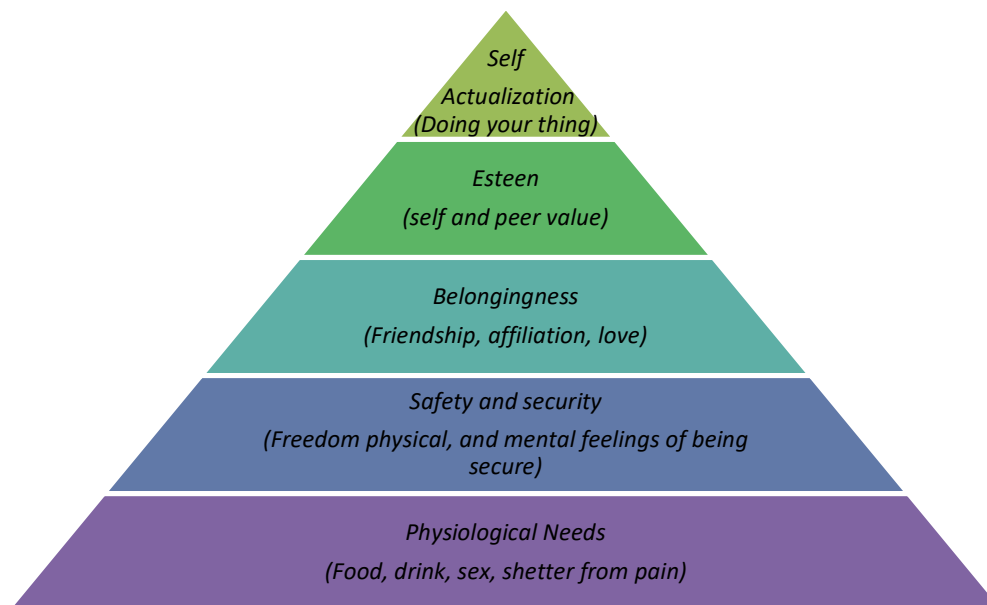 Self
Actualization
(Doing your thing)
Esteen
(self and peer value)
Belongingness
(Friendship, affiliation, love)
Safety and security
(Freedom physical, and mental feelings of being
secure)
Physiological Needs
(Food, drink, sex, shetter from pain)